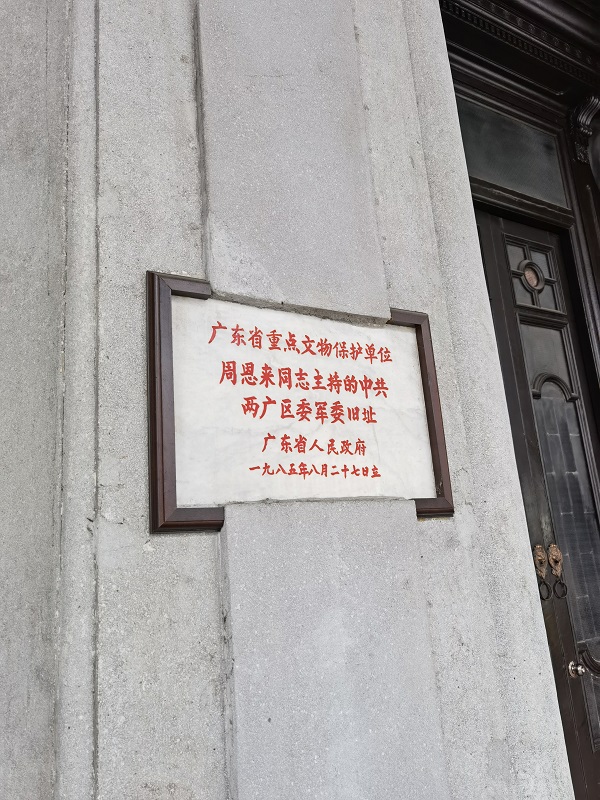 广东省重点文物保护单位
周恩来同志主持的中共
两广区委军委旧址
广东省人民政府
一九八五年八月二十七日立